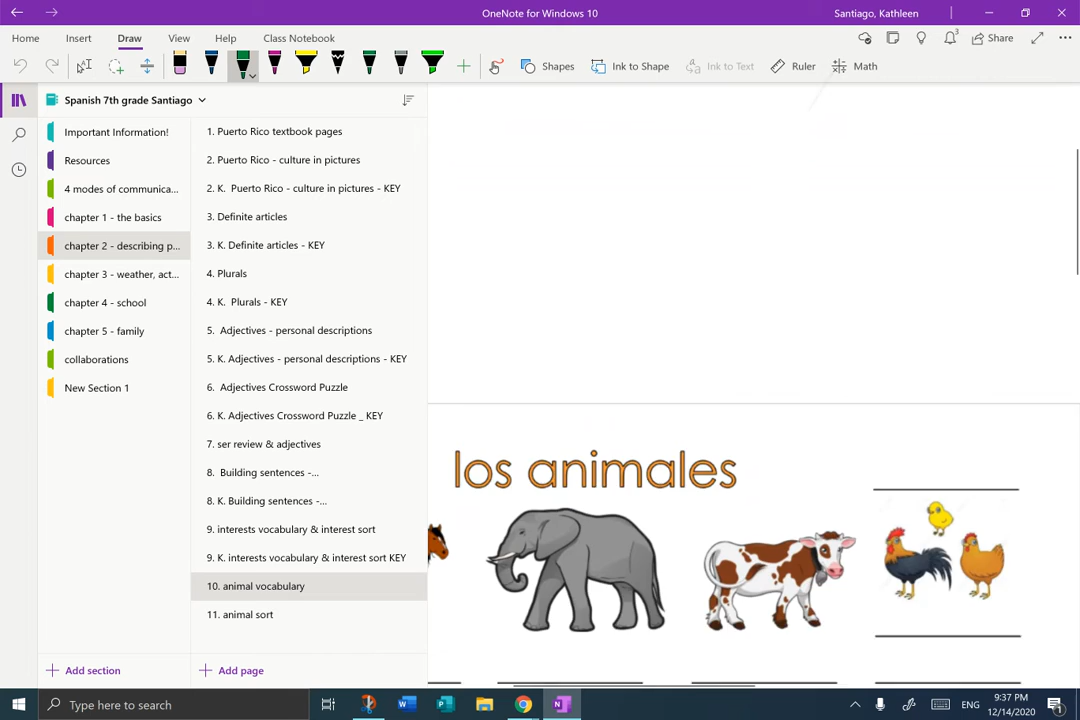 OneNote for Windows 10
Santiago, Kathleen
Home
Insert
Draw
View
Help
Class Notebook
3
Share
Shapes
Ink to Shape
Ink to Text
Ruler
Math
Spanish 7th grade Santiago
Important Information!
Resources
4 modes of communica...
chapter 1 - the basics
chapter 2 - describing p...
chapter 3 - weather, act...
chapter 4 - school
chapter 5 - family
collaborations
New Section 1
Add section
1. Puerto Rico textbook pages
2. Puerto Rico - culture in pictures
2. K. Puerto Rico - culture in pictures - KEY
3. Definite articles
3. K. Definite articles - KEY
4. Plurals
4. K. Plurals - KEY
5. Adjectives - personal descriptions
5. K. Adjectives - personal descriptions - KEY
6. Adjectives Crossword Puzzle
6. K. Adjectives Crossword Puzzle _ KEY
7. ser review & adjectives
8. Building sentences -...
8. K. Building sentences -...
9. interests vocabulary & interest sort
9. K. interests vocabulary & interest sort KEY
10. animal vocabulary
11. animal sort
Add page
los animales
Type here to search
ENG
9:37 PM
12/14/2020
1